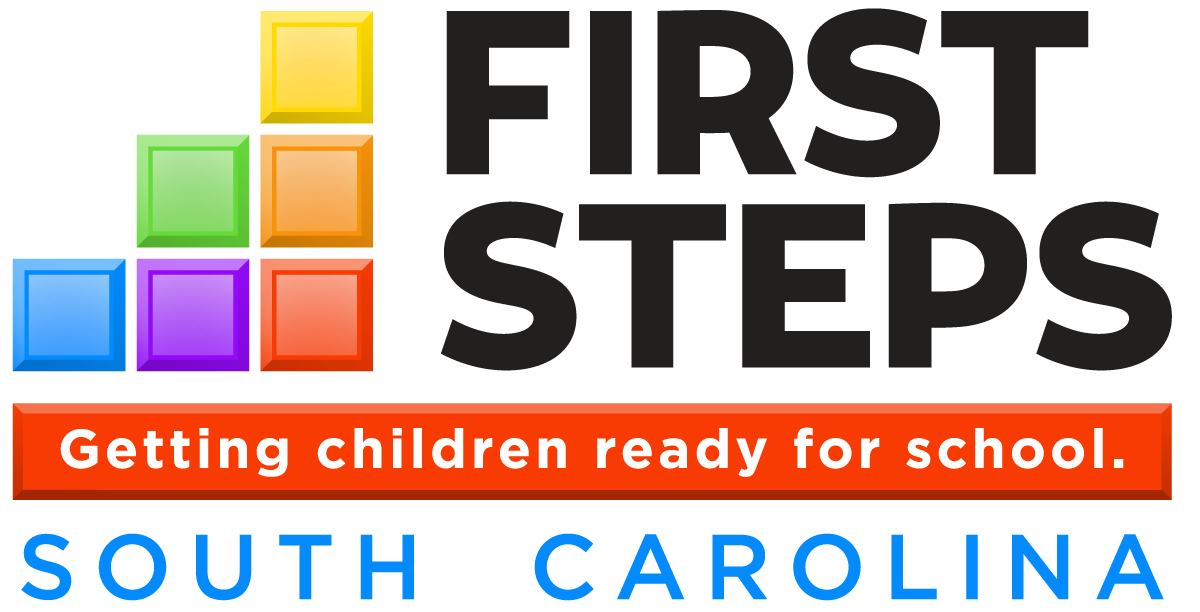 FIRST
STEPS
Getting children ready for school.
SOUTH CAROLINA